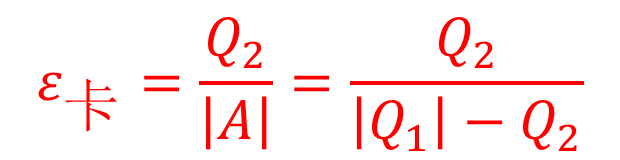 ε卡 = Q₂/|A| = Q₂/(|Q₁| − Q₂)